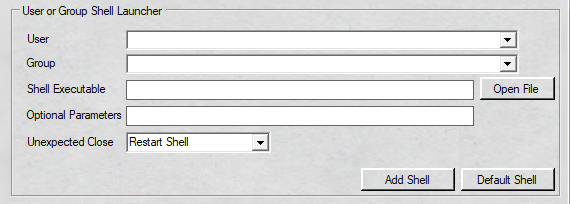 User or Group Shell Launcher
User
Group
Shell Executable
Open File
Optional Parameters
Unexpected Close
Restart Shell
Add Shell
Default Shell